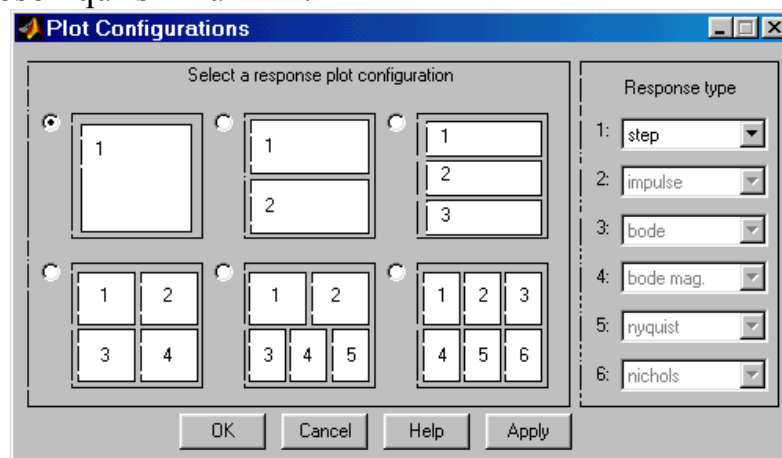 Plot Configurations
Select a response plot configuration
1
1
2
1
2
3
1 2
3 4
1 2
3 4 5
1 2 3
4 5 6
Response type
1: step
2: impulse
3: bode
4: bode mag.
5: nyquist
6: nichols
OK Cancel Help Apply